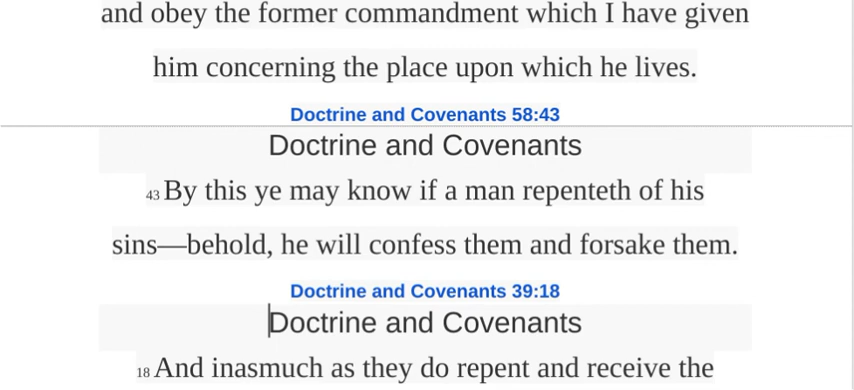 and obey the former commandment which I have given
him concerning the place upon which he lives.
Doctrine and Covenants 58:43
Doctrine and Covenants
43 By this ye may know if a man repenteth of his
sins—behold, he will confess them and forsake them.
Doctrine and Covenants 39:18
Doctrine and Covenants
18 And inasmuch as they do repent and receive the